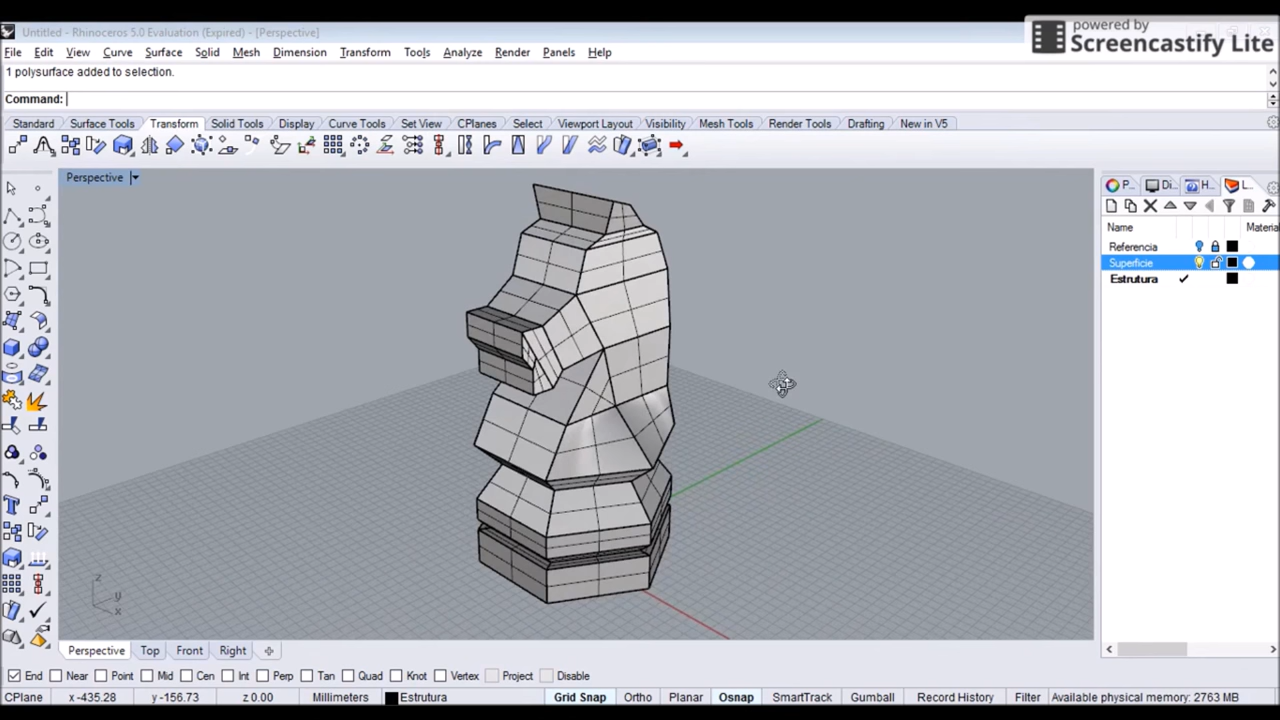 Untitled - Rhinoceros 5.0 Evaluation (Expired) - [Perspective]
powered by
Screencastify Lite
File Edit View Curve Surface Solid Mesh Dimension Transform Tools Analyze Render Panels Help
1 polysurface added to selection.
Command:
Standard Surface Tools Transform Solid Tools Display Curve Tools Set View CPlanes Select Viewport Layout Visibility Mesh Tools Render Tools Drafting New in V5
Perspective
P... Di... H... L...
Name Materia
Referencia
Superficie
Estrutura
z
y
x
Perspective Top Front Right
End Near Point Mid Cen Int Perp Tan Quad Knot Vertex Project Disable
CPlane x -435.28 y -156.73 z 0.00 Millimeters Estrutura Grid Snap Ortho Planar Osnap SmartTrack Gumball Record History Filter Available physical memory: 2763 MB